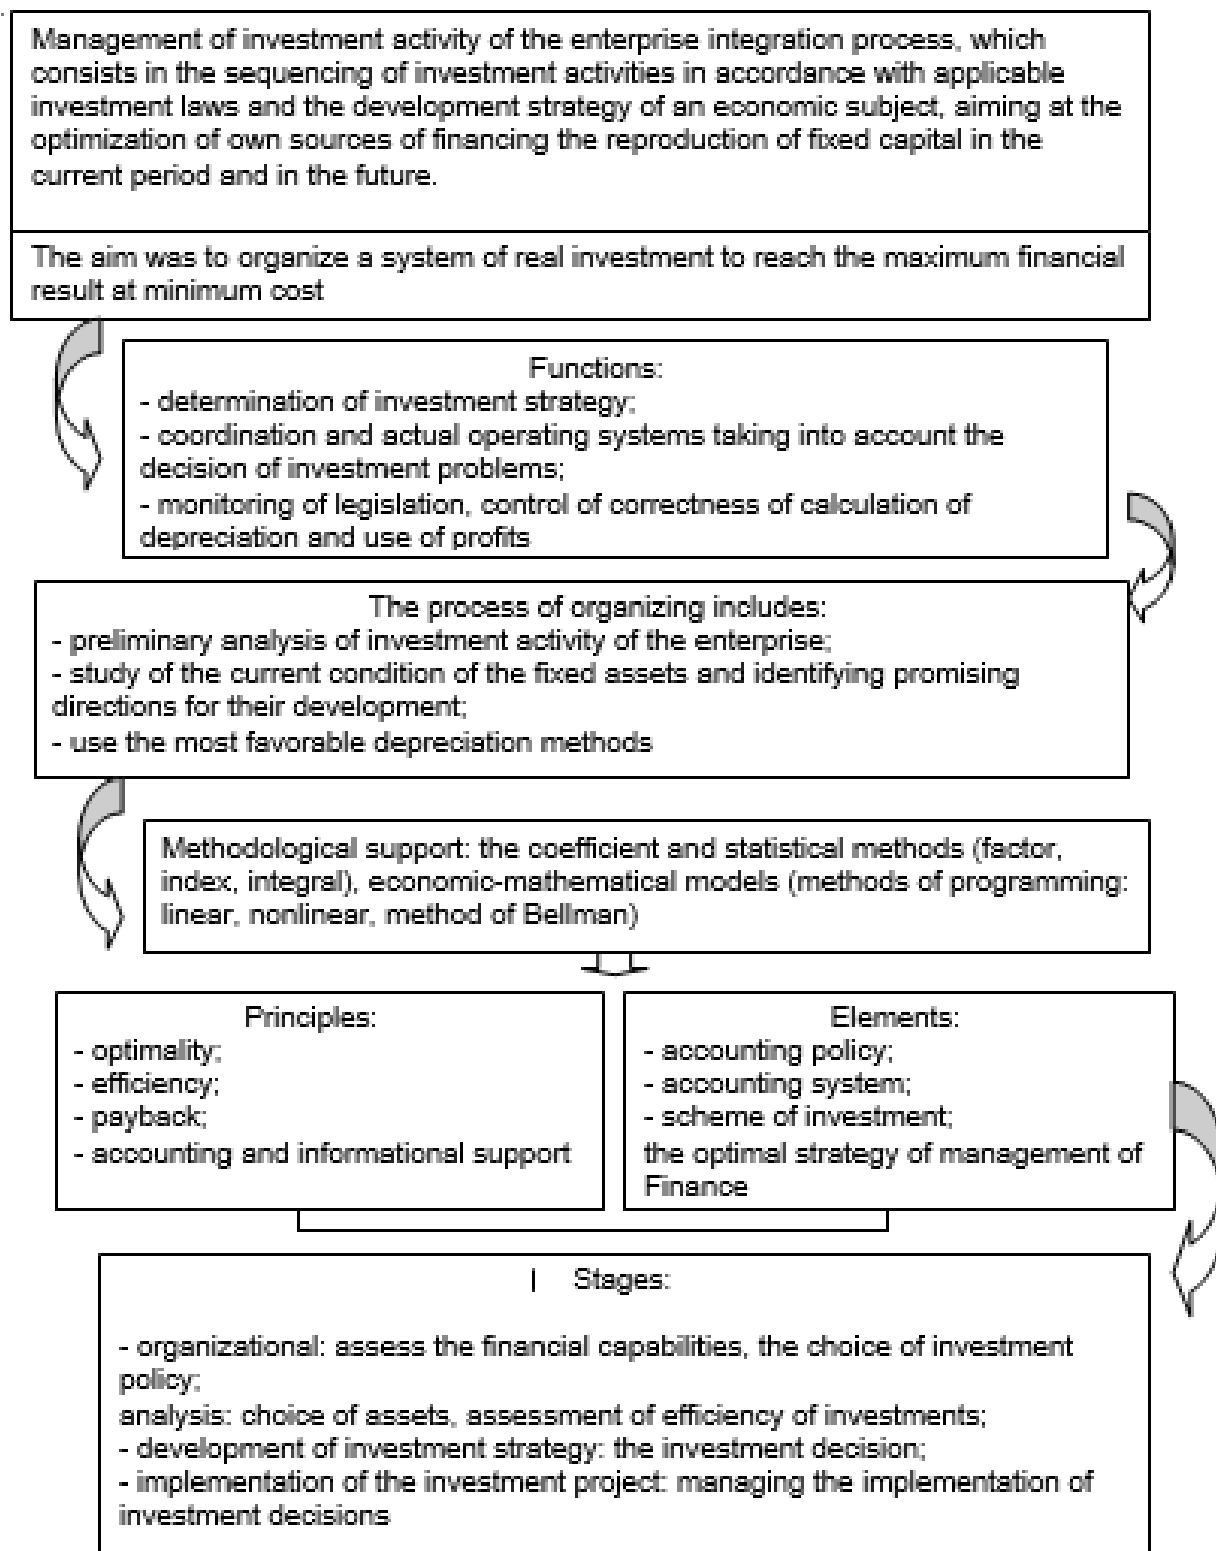 Management of investment activity of the enterprise integration process, which
consists in the sequencing of investment activities in accordance with applicable
investment laws and the development strategy of an economic subject, aiming at the
optimization of own sources of financing the reproduction of fixed capital in the
current period and in the future.
The aim was to organize a system of real investment to reach the maximum financial
result at minimum cost
Functions:
- determination of investment strategy;
- coordination and actual operating systems taking into account the
decision of investment problems;
- monitoring of legislation, control of correctness of calculation of
depreciation and use of profits
The process of organizing includes:
- preliminary analysis of investment activity of the enterprise;
- study of the current condition of the fixed assets and identifying promising
directions for their development;
- use the most favorable depreciation methods
Methodological support: the coefficient and statistical methods (factor,
index, integral), economic-mathematical models (methods of programming:
linear, nonlinear, method of Bellman)
Principles:
- optimality;
- efficiency;
- payback;
- accounting and informational support
Elements:
- accounting policy;
- accounting system;
- scheme of investment;
the optimal strategy of management of
Finance
Stages:
- organizational: assess the financial capabilities, the choice of investment
policy;
analysis: choice of assets, assessment of efficiency of investments;
- development of investment strategy: the investment decision;
- implementation of the investment project: managing the implementation of
investment decisions